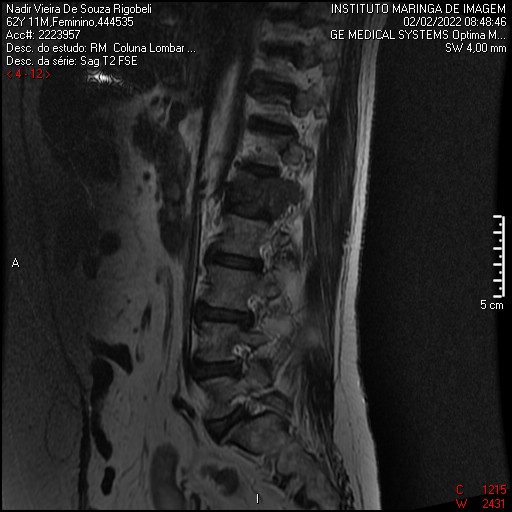 Nadir Vieira De Souza Rigobeli
62Y 11M,Feminino,444535
Acc#: 2223957
Desc. do estudo: RM Coluna Lombar ...
Desc. da série: Sag T2 FSE
< 4 - 12 >
INSTITUTO MARINGA DE IMAGEM
02/02/2022 08:48:46
GE MEDICAL SYSTEMS Optima M...
SW 4,00 mm
A
5 cm
I
C 1215
W 2431